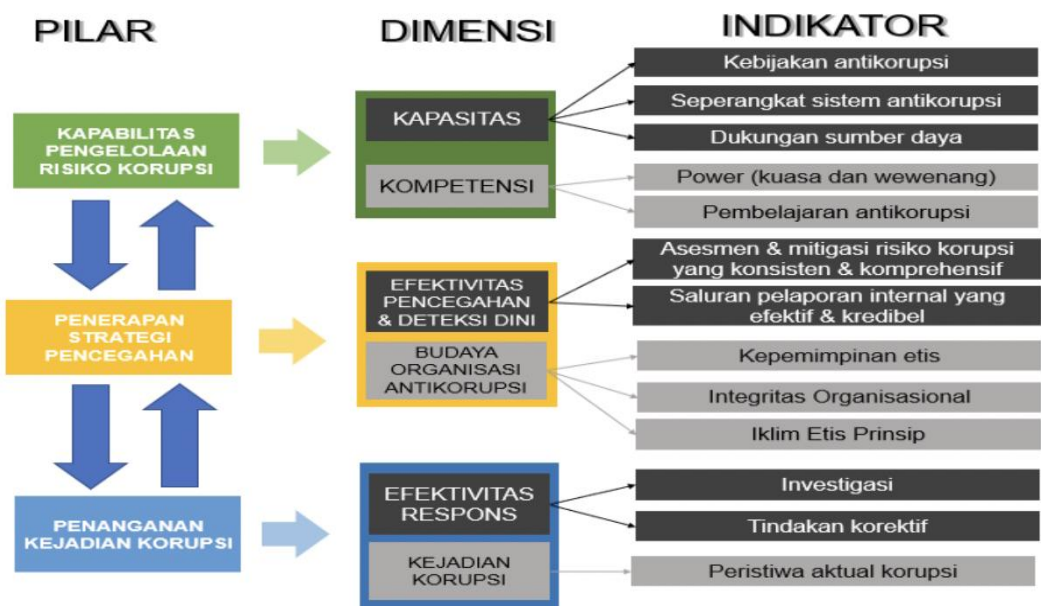 PILAR
DIMENSI
INDIKATOR
KAPABILITAS
PENGELOLAAN
RISIKO KORUPSI
KAPASITAS
KOMPETENSI
Kebijakan antikorupsi
Seperangkat sistem antikorupsi
Dukungan sumber daya
Power (kuasa dan wewenang)
Pembelajaran antikorupsi
PENERAPAN
STRATEGI
PENCEGAHAN
EFEKTIVITAS
PENCEGAHAN
& DETEKSI DINI
BUDAYA
ORGANISASI
ANTIKORUPSI
Asesmen & mitigasi risiko korupsi
yang konsisten & komprehensif
Saluran pelaporan internal yang
efektif & kredibel
Kepemimpinan etis
Integritas Organisasional
Iklim Etis Prinsip
PENANGANAN
KEJADIAN KORUPSI
EFEKTIVITAS
RESPONS
KEJADIAN
KORUPSI
Investigasi
Tindakan korektif
Peristiwa aktual korupsi